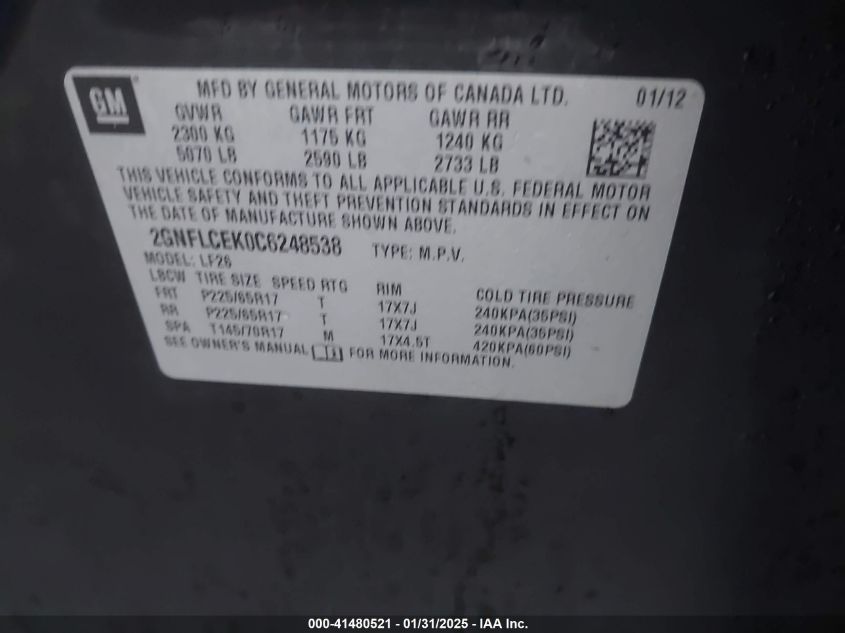 GM MFD BY GENERAL MOTORS OF CANADA LTD. 01/12
GVWR GAWR FRT GAWR RR
2300 KG 1175 KG 1240 KG
5070 LB 2590 LB 2733 LB
THIS VEHICLE CONFORMS TO ALL APPLICABLE U.S. FEDERAL MOTOR
VEHICLE SAFETY AND THEFT PREVENTION STANDARDS IN EFFECT ON
THE DATE OF MANUFACTURE SHOWN ABOVE.
2GNFLCEK0C6248538 TYPE: M.P.V.
MODEL: LF26
LBCW TIRE SIZE SPEED RTG RIM COLD TIRE PRESSURE
FRT P225/65R17 T 17X7J 240KPA(35PSI)
RR P225/65R17 T 17X7J 240KPA(35PSI)
SPA T145/70R17 M 17X4.5T 420KPA(60PSI)
SEE OWNER'S MANUAL FOR MORE INFORMATION.
000-41480521 - 01/31/2025 - IAA Inc.